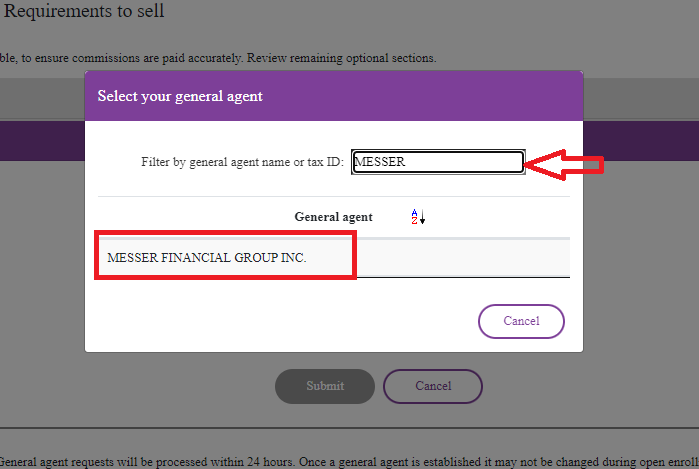 Requirements to sell
ble, to ensure commissions are paid accurately. Review remaining optional sections.
Select your general agent
Filter by general agent name or tax ID: MESSER
General agent AZ
MESSER FINANCIAL GROUP INC.
Cancel
Submit Cancel
General agent requests will be processed within 24 hours. Once a general agent is established it may not be changed during open enroll